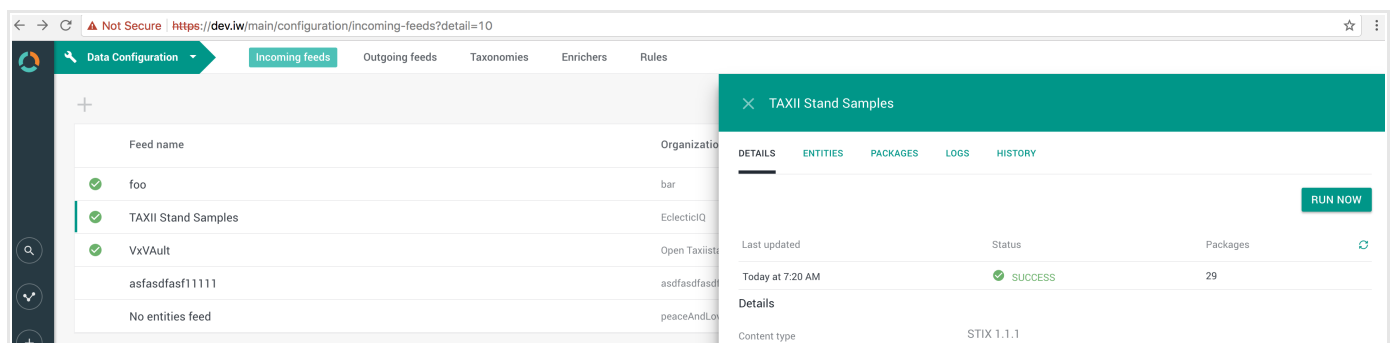 Not Secure https://dev.iw/main/configuration/incoming-feeds?detail=10
Data Configuration Incoming feeds Outgoing feeds Taxonomies Enrichers Rules
TAXII Stand Samples
Feed name Organizatio
DETAILS ENTITIES PACKAGES LOGS HISTORY
foo bar
RUN NOW
TAXII Stand Samples EclecticIQ
VxVAult Open Taxiista
Last updated Status Packages
Today at 7:20 AM SUCCESS 29
asfasdfasf11111 asdfasdfasdf
Details
No entities feed peaceAndLov
Content type STIX 1.1.1